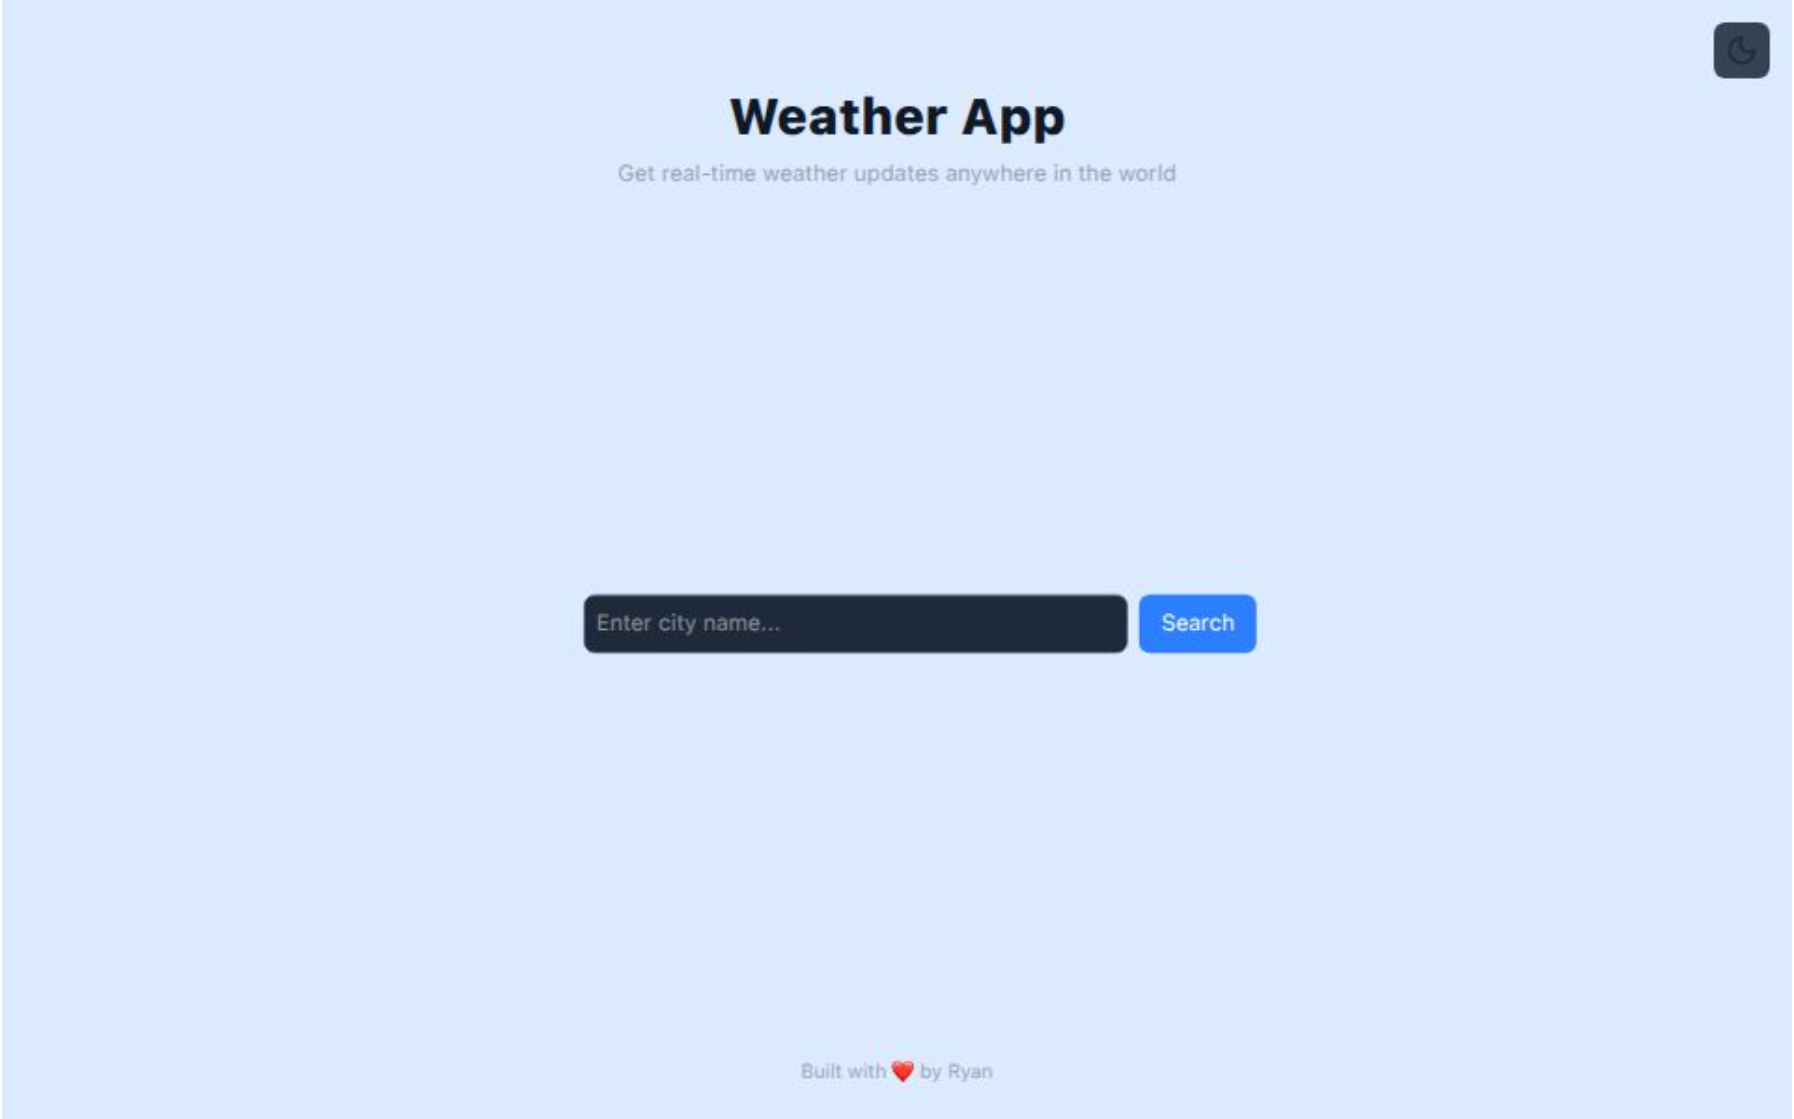 Weather App
Get real-time weather updates anywhere in the world
Enter city name...
Search
Built with ❤️ by Ryan